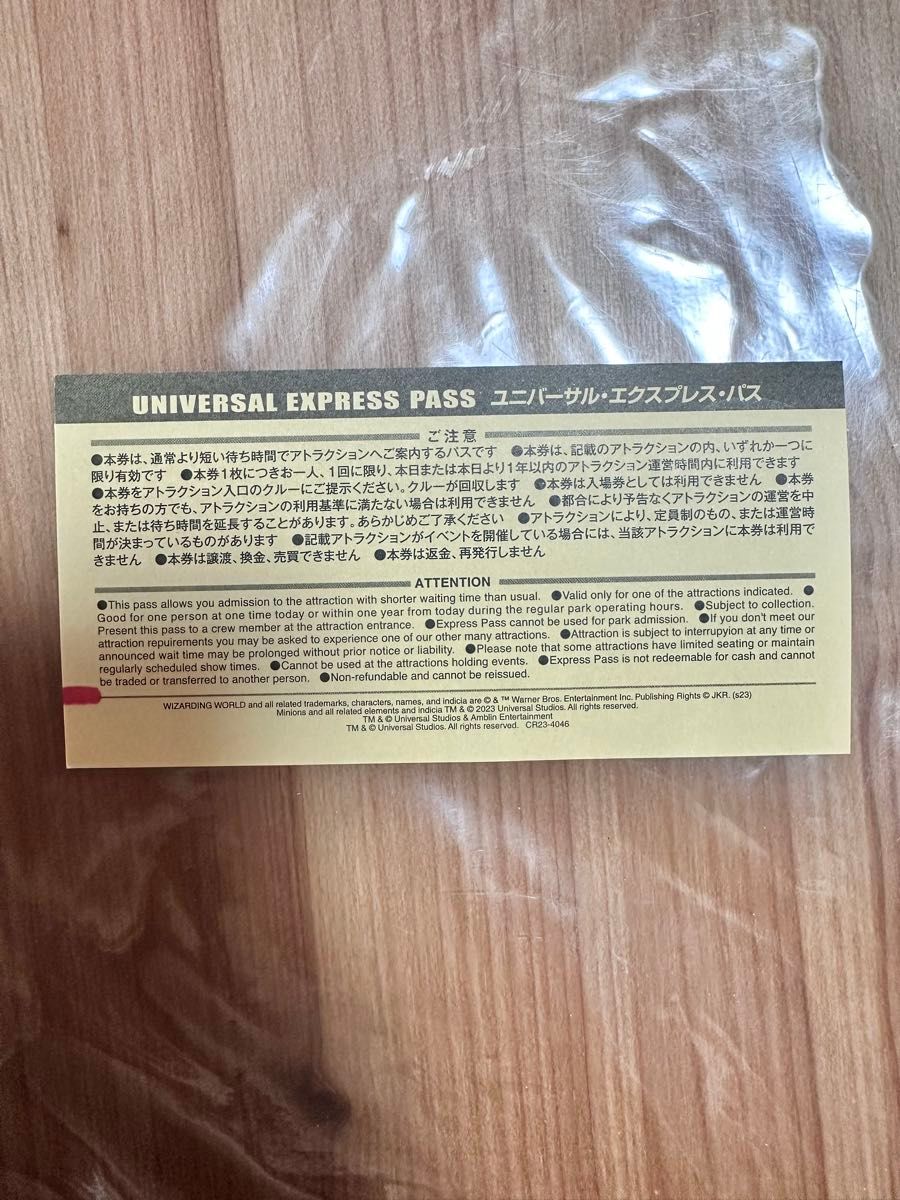 UNIVERSAL EXPRESS PASS ユニバーサル・エクスプレス・パス
ご注意
●本券は、通常より短い待ち時間でアトラクションへご案内するパスです ●本券は、記載のアトラクションの内、いずれか一つに
限り有効です ●本券1枚につきお一人、1回に限り、本日または本日より1年以内のアトラクション運営時間内に利用できます
●本券をアトラクション入口のクルーにご提示ください。クルーが回収します ●本券は入場券としては利用できません ●本券
をお持ちの方でも、アトラクションの利用基準に満たない場合は利用できません ●都合により予告なくアトラクションの運営を中
止、または待ち時間を延長することがあります。あらかじめご了承ください ●アトラクションにより、定員制のもの、または運営時
間が決まっているものがあります ●記載アトラクションがイベントを開催している場合には、当該アトラクションに本券は利用で
きません ●本券は譲渡、換金、売買できません ●本券は返金、再発行しません
ATTENTION
●This pass allows you admission to the attraction with shorter waiting time than usual. ●Valid only for one of the attractions indicated. ●
Good for one person at one time today or within one year from today during the regular park operating hours. ●Subject to collection.
Present this pass to a crew member at the attraction entrance. ●Express Pass cannot be used for park admission. ●If you don't meet our
attraction repuirements you may be asked to experience one of our other many attractions. ●Attraction is subject to interrupyion at any time or
announced wait time may be prolonged without prior notice or liability. ●Please note that some attractions have limited seating or maintain
regularly scheduled show times. ●Cannot be used at the attractions holding events. ●Express Pass is not redeemable for cash and cannot
be traded or transferred to another person. ●Non-refundable and cannot be reissued.
WIZARDING WORLD and all related trademarks, characters, names, and indicia are © & ™ Warner Bros. Entertainment Inc. Publishing Rights © JKR. (s23)
Minions and all related elements and indicia TM & © 2023 Universal Studios. All rights reserved.
TM & © Universal Studios & Amblin Entertainment
TM & © Universal Studios. All rights reserved. CR23-4046